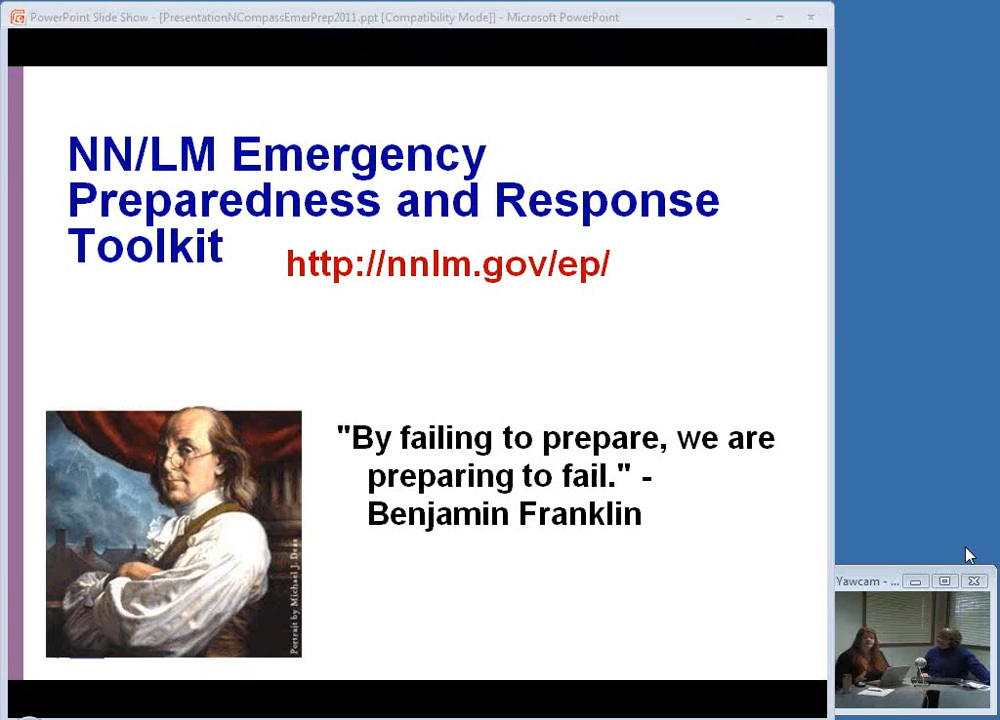 PowerPoint Slide Show - [PresentationNCompassEmerPrep2011.ppt [Compatibility Mode]] - Microsoft PowerPoint
NN/LM Emergency
Preparedness and Response
Toolkit
http://nnlm.gov/ep/
"By failing to prepare, we are
preparing to fail." -
Benjamin Franklin
Portrait by Michael J. Deas
Yawcam - ...